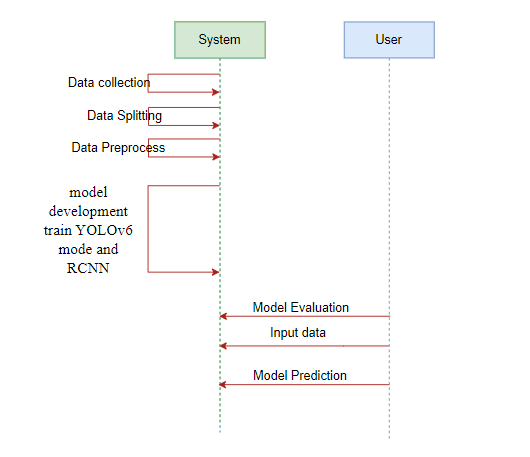 System
User
Data collection
Data Splitting
Data Preprocess
model
development
train YOLOv6
mode and
RCNN
Model Evaluation
Input data
Model Prediction